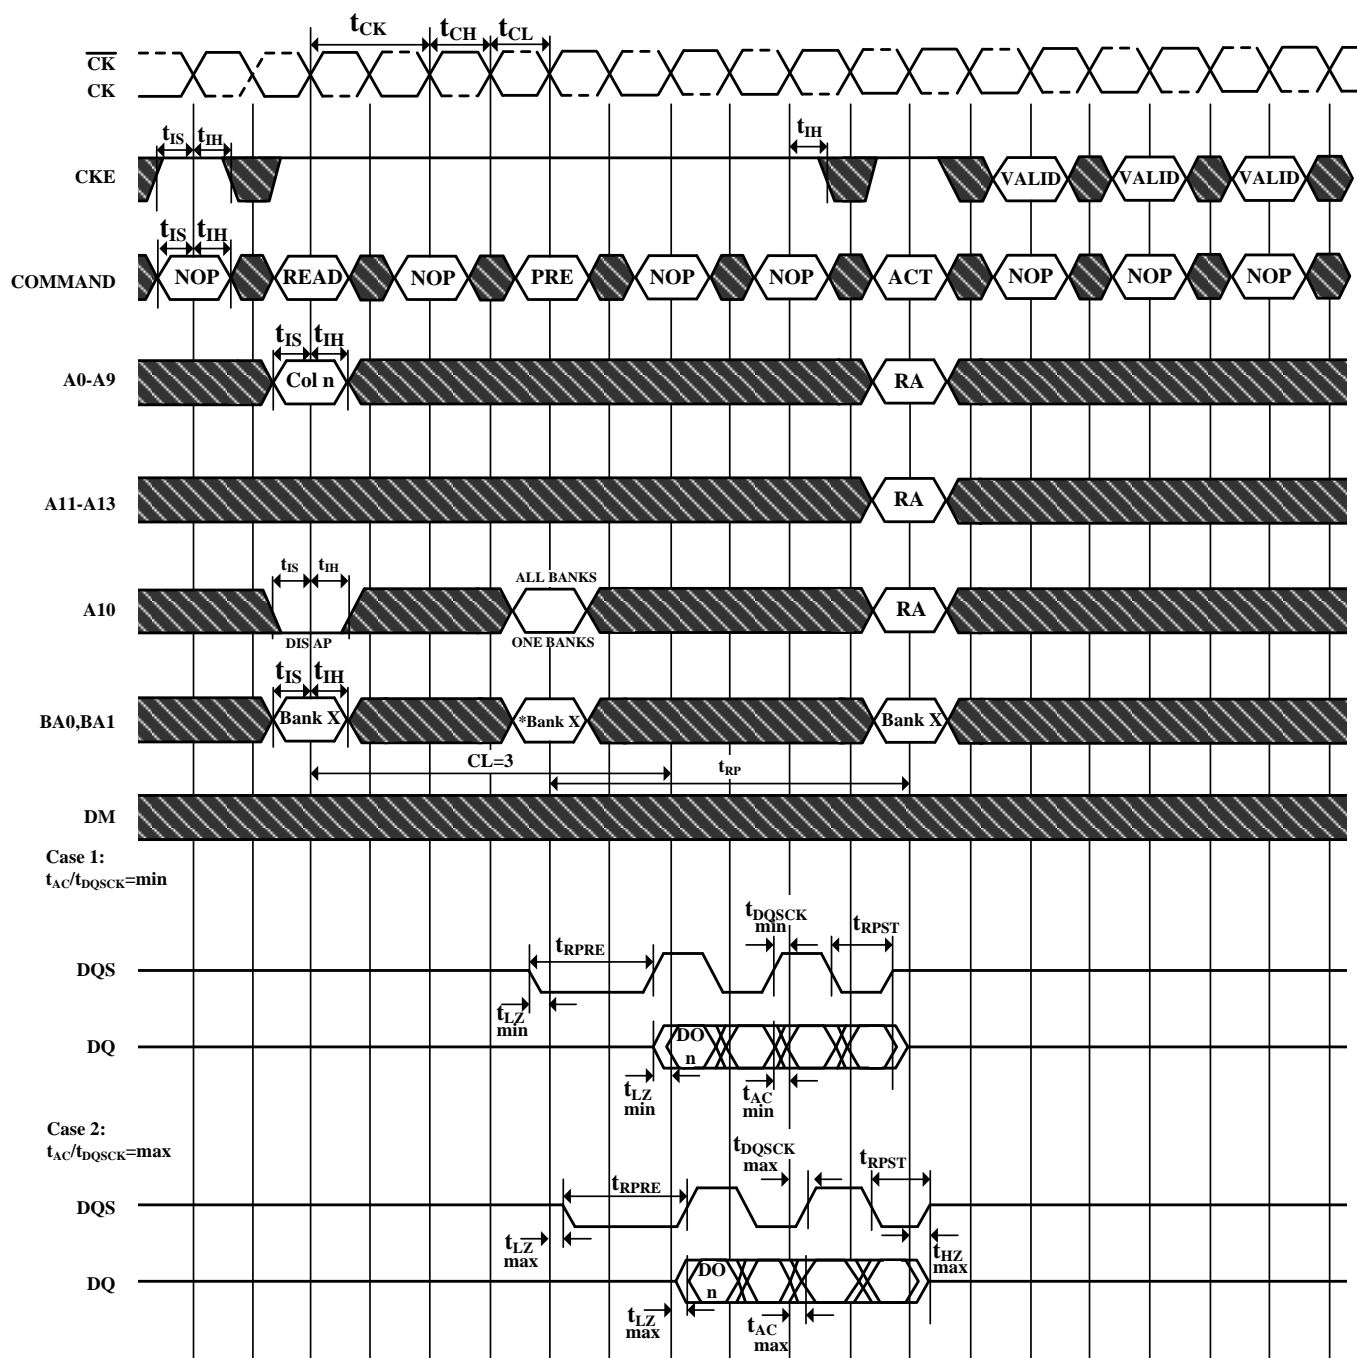 tCK tCH tCL
CK
CK
tIS tIH tIH
CKE VALID VALID VALID
tIS tIH
COMMAND NOP READ NOP PRE NOP NOP ACT NOP NOP NOP
tIS tIH
A0-A9 Col n RA
A11-A13 RA
tIS tIH ALL BANKS
A10 RA
DIS AP ONE BANKS
tIS tIH
BA0,BA1 Bank X *Bank X Bank X
CL=3 tRP
DM
Case 1:
tAC/tDQSCK=min
tDQSCK
min
tRPST
tRPRE
DQS
tLZ
min
DQ DO
n
tLZ
min
tAC
min
Case 2:
tAC/tDQSCK=max
tDQSCK
max
tRPST
tRPRE
DQS
tLZ
max
tHZ
max
DQ DO
n
tLZ
max
tAC
max